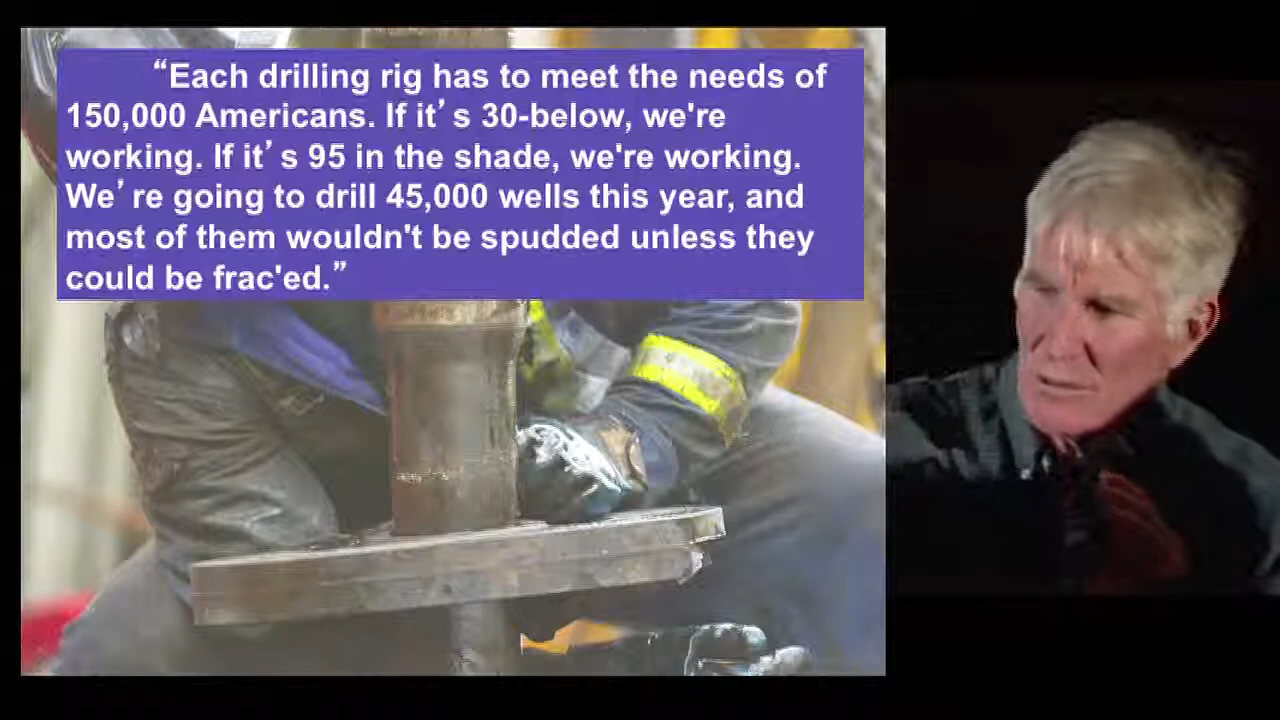 “Each drilling rig has to meet the needs of
150,000 Americans. If it’s 30-below, we're
working. If it’s 95 in the shade, we're working.
We’re going to drill 45,000 wells this year, and
most of them wouldn't be spudded unless they
could be frac'ed.”